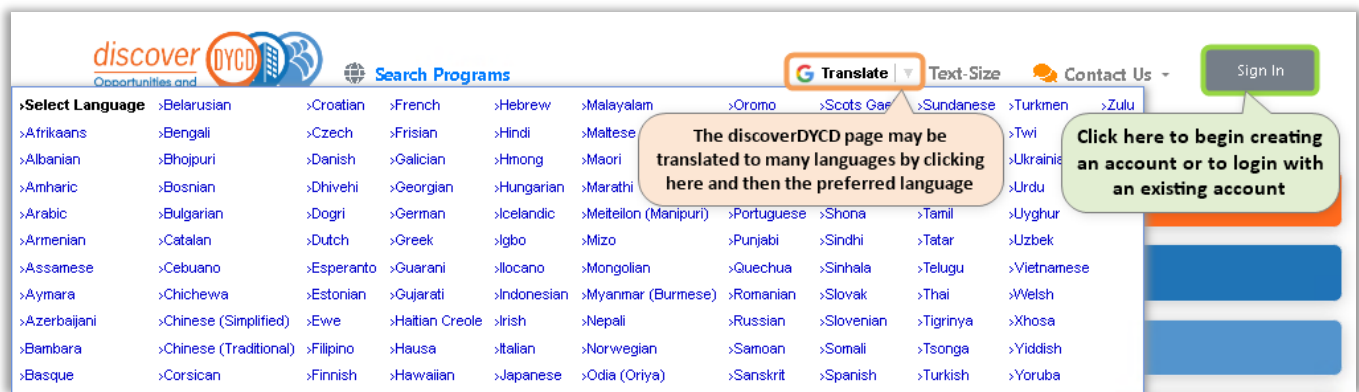 discover DYCD
Opportunities and
Search Programs
G Translate
Text-Size
Contact Us
Sign In
›Select Language ›Belarusian ›Croatian ›French ›Hebrew ›Malayalam ›Oromo ›Scots Gae ›Sundanese ›Turkmen ›Zulu
›Afrikaans ›Bengali ›Czech ›Frisian ›Hindi ›Maltese ›Twi
›Albanian ›Bhojpuri ›Danish ›Galician ›Hmong ›Maori ›Ukrainia
›Amharic ›Bosnian ›Dhivehi ›Georgian ›Hungarian ›Marathi ›Urdu
›Arabic ›Bulgarian ›Dogri ›German ›Icelandic ›Meiteilon (Manipuri) ›Portuguese ›Shona ›Tamil ›Uyghur
›Armenian ›Catalan ›Dutch ›Greek ›Igbo ›Mizo ›Punjabi ›Sindhi ›Tatar ›Uzbek
›Assamese ›Cebuano ›Esperanto ›Guarani ›Ilocano ›Mongolian ›Quechua ›Sinhala ›Telugu ›Vietnamese
›Aymara ›Chichewa ›Estonian ›Gujarati ›Indonesian ›Myanmar (Burmese) ›Romanian ›Slovak ›Thai ›Welsh
›Azerbaijani ›Chinese (Simplified) ›Ewe ›Haitian Creole ›Irish ›Nepali ›Russian ›Slovenian ›Tigrinya ›Xhosa
›Bambara ›Chinese (Traditional) ›Filipino ›Hausa ›Italian ›Norwegian ›Samoan ›Somali ›Tsonga ›Yiddish
›Basque ›Corsican ›Finnish ›Hawaiian ›Japanese ›Odia (Oriya) ›Sanskrit ›Spanish ›Turkish ›Yoruba
The discoverDYCD page may be
translated to many languages by clicking
here and then the preferred language
Click here to begin creating
an account or to login with
an existing account